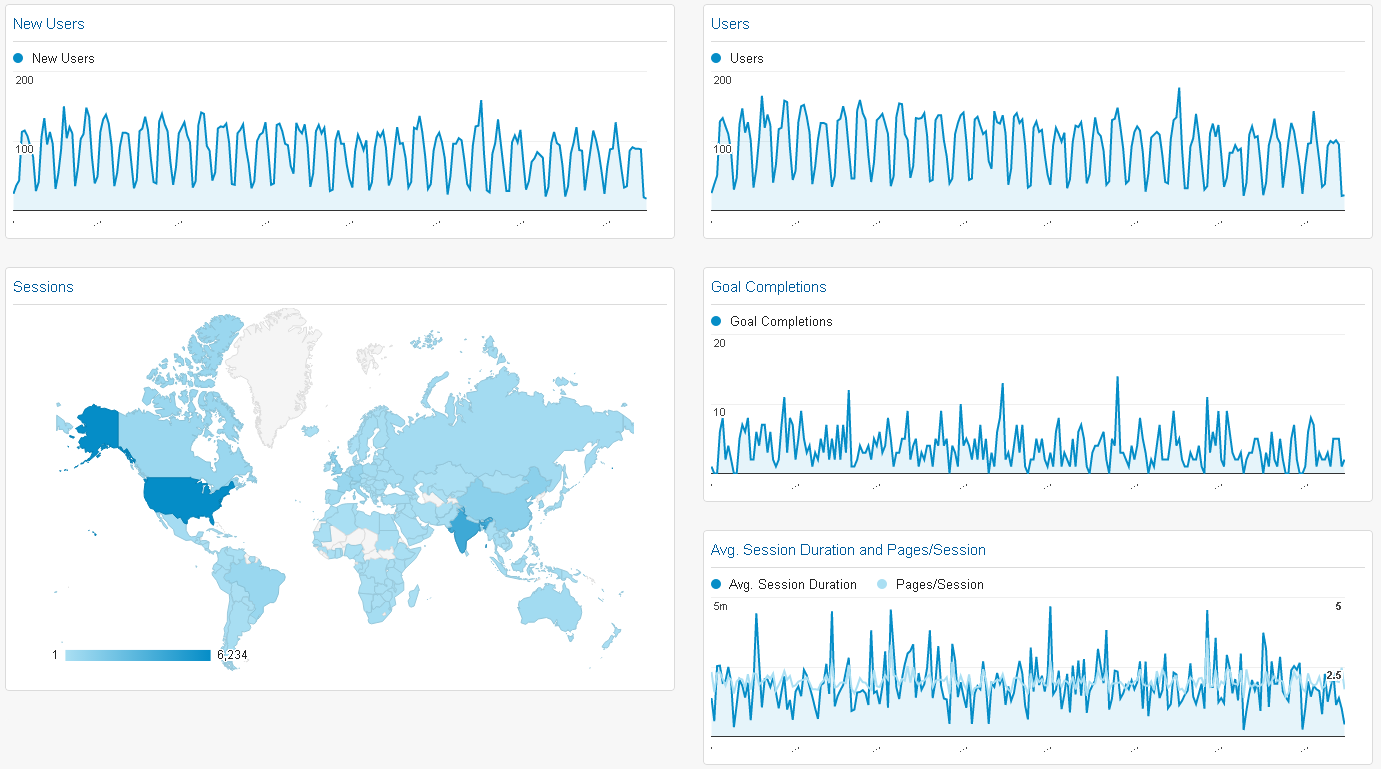 New Users
New Users
200
100
Users
Users
200
100
Sessions
1
6,234
Goal Completions
Goal Completions
20
10
Avg. Session Duration and Pages/Session
Avg. Session Duration
Pages/Session
5m
5
2.5